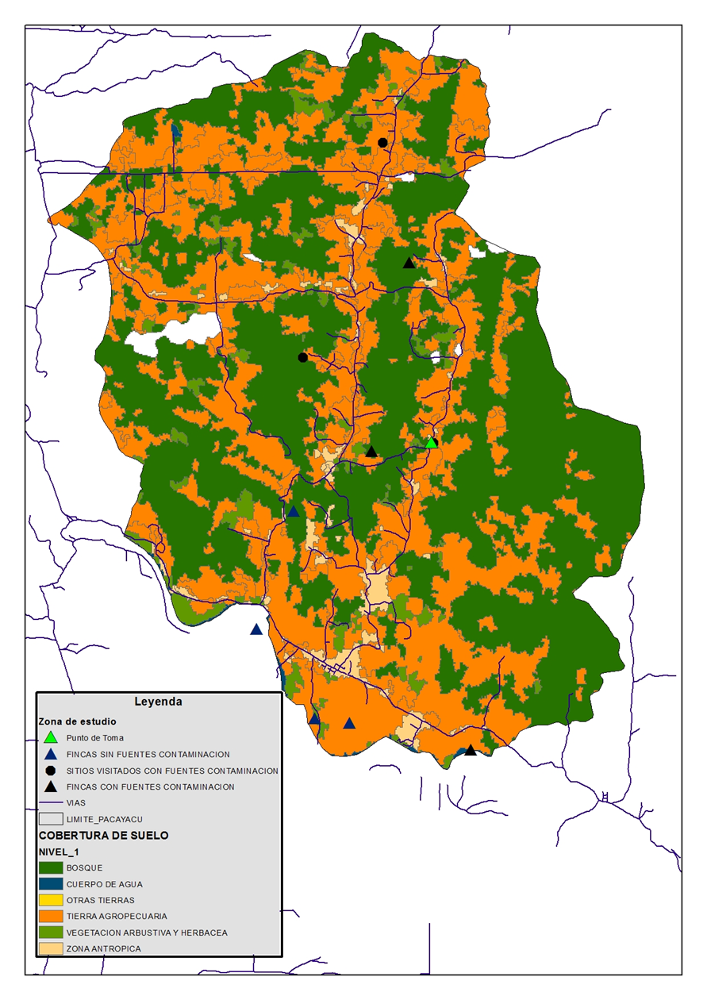 Leyenda
Zona de estudio
Punto de Toma
FINCAS SIN FUENTES CONTAMINACION
SITIOS VISITADOS CON FUENTES CONTAMINACION
FINCAS CON FUENTES CONTAMINACION
VIAS
LIMITE_PACAYACU
COBERTURA DE SUELO
NIVEL_1
BOSQUE
CUERPO DE AGUA
OTRAS TIERRAS
TIERRA AGROPECUARIA
VEGETACION ARBUSTIVA Y HERBACEA
ZONA ANTROPICA